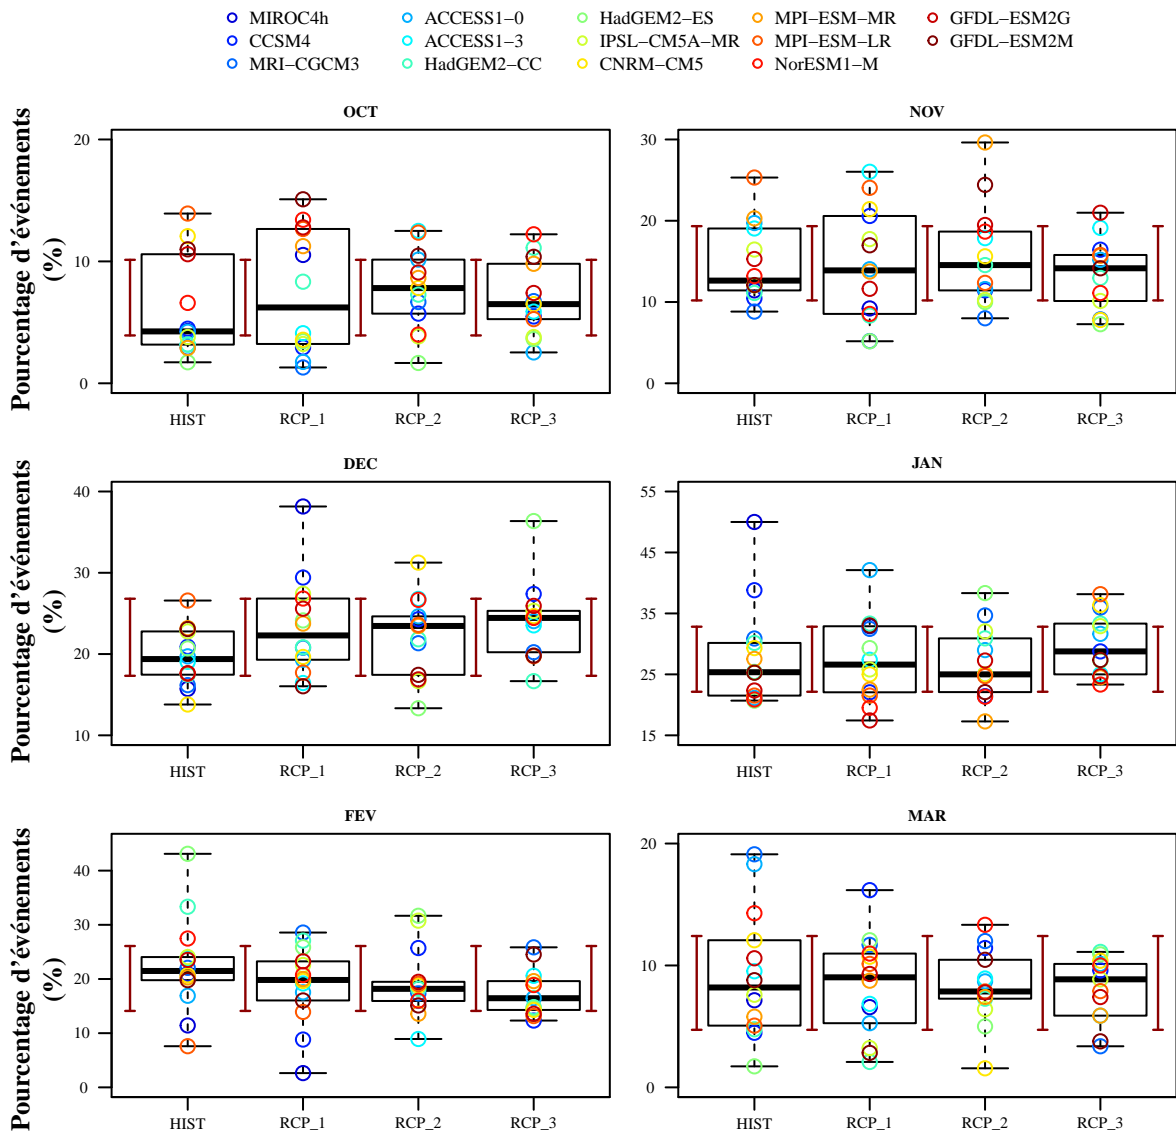 MIROC4h ACCESS1−0 HadGEM2−ES MPI−ESM−MR GFDL−ESM2G
CCSM4 ACCESS1−3 IPSL−CM5A−MR MPI−ESM−LR GFDL−ESM2M
MRI−CGCM3 HadGEM2−CC CNRM−CM5 NorESM1−M
OCT
Pourcentage d'événements
(%)
20
10
0
HIST RCP_1 RCP_2 RCP_3
NOV
30
20
10
0
HIST RCP_1 RCP_2 RCP_3
DEC
Pourcentage d'événements
(%)
40
30
20
10
HIST RCP_1 RCP_2 RCP_3
JAN
55
45
35
25
15
HIST RCP_1 RCP_2 RCP_3
FEV
Pourcentage d'événements
(%)
40
30
20
10
0
HIST RCP_1 RCP_2 RCP_3
MAR
20
10
0
HIST RCP_1 RCP_2 RCP_3